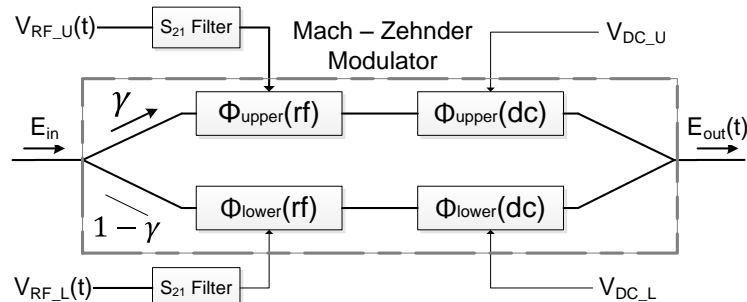 V_RF_U(t)
S₂₁ Filter
Mach – Zehnder
Modulator
V_DC_U
γ
Φupper(rf)
Φupper(dc)
E_in
E_out(t)
Φlower(rf)
Φlower(dc)
1 − γ
V_RF_L(t)
S₂₁ Filter
V_DC_L